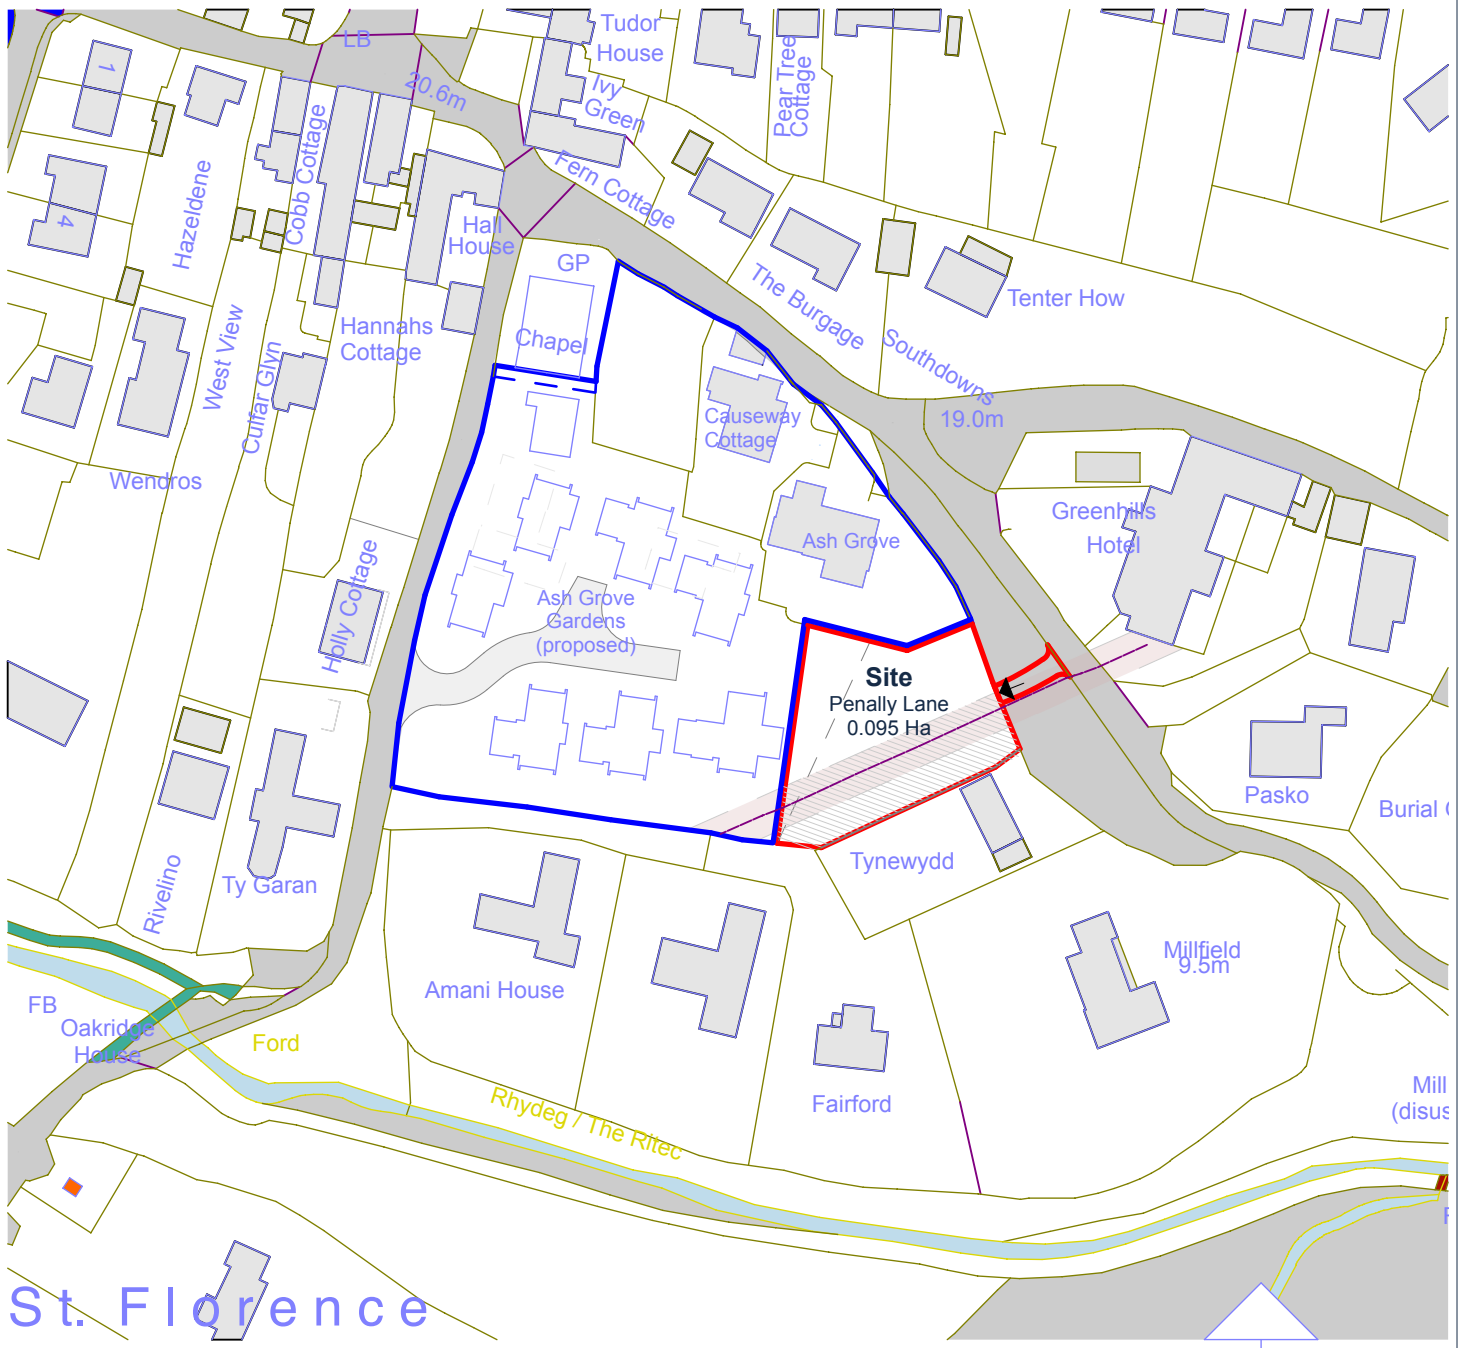 LB
20.6m
Tudor
House
Ivy
Green
Pear Tree
Cottage
1
4
Hazeldene
Cobb Cottage
Hall
House
Fern Cottage
GP
Chapel
The Burgage
Tenter How
Southdowns
19.0m
West View
Culfar Glyn
Hannahs
Cottage
Wendros
Causeway
Cottage
Ash Grove
Greenhills
Hotel
Holly Cottage
Ash Grove
Gardens
(proposed)
Site
Penally Lane
0.095 Ha
Pasko
Burial
Tynewydd
Rivelino
Ty Garan
Amani House
Millfield
9.5m
FB
Oakridge
House
Ford
Rhydeg / The Ritec
Fairford
Mill
(disus
St. Florence